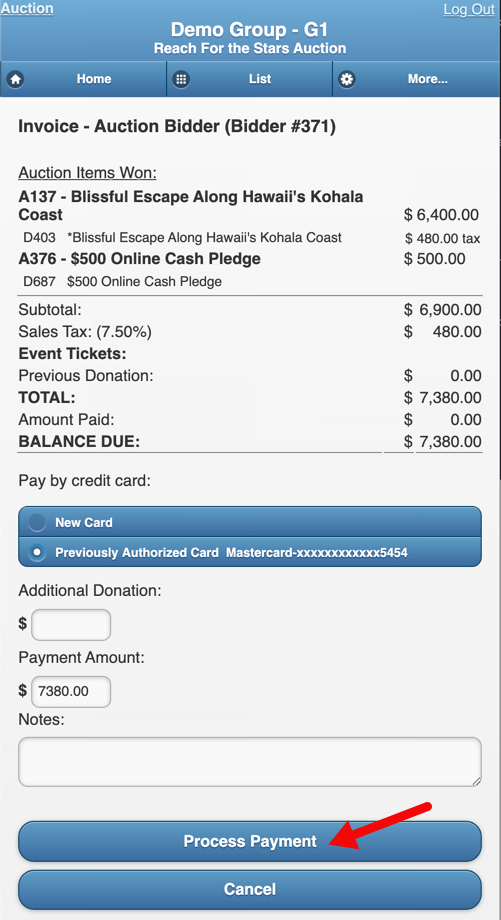 Auction Log Out
Demo Group - G1
Reach For the Stars Auction
Home List More...
Invoice - Auction Bidder (Bidder #371)
Auction Items Won:
A137 - Blissful Escape Along Hawaii's Kohala
Coast $ 6,400.00
D403 *Blissful Escape Along Hawaii's Kohala Coast $ 480.00 tax
A376 - $500 Online Cash Pledge $ 500.00
D687 $500 Online Cash Pledge
Subtotal: $ 6,900.00
Sales Tax: (7.50%) $ 480.00
Event Tickets:
Previous Donation: $ 0.00
TOTAL: $ 7,380.00
Amount Paid: $ 0.00
BALANCE DUE: $ 7,380.00
Pay by credit card:
New Card
Previously Authorized Card Mastercard-xxxxxxxxxxxx5454
Additional Donation:
$
Payment Amount:
$ 7380.00
Notes:
Process Payment
Cancel